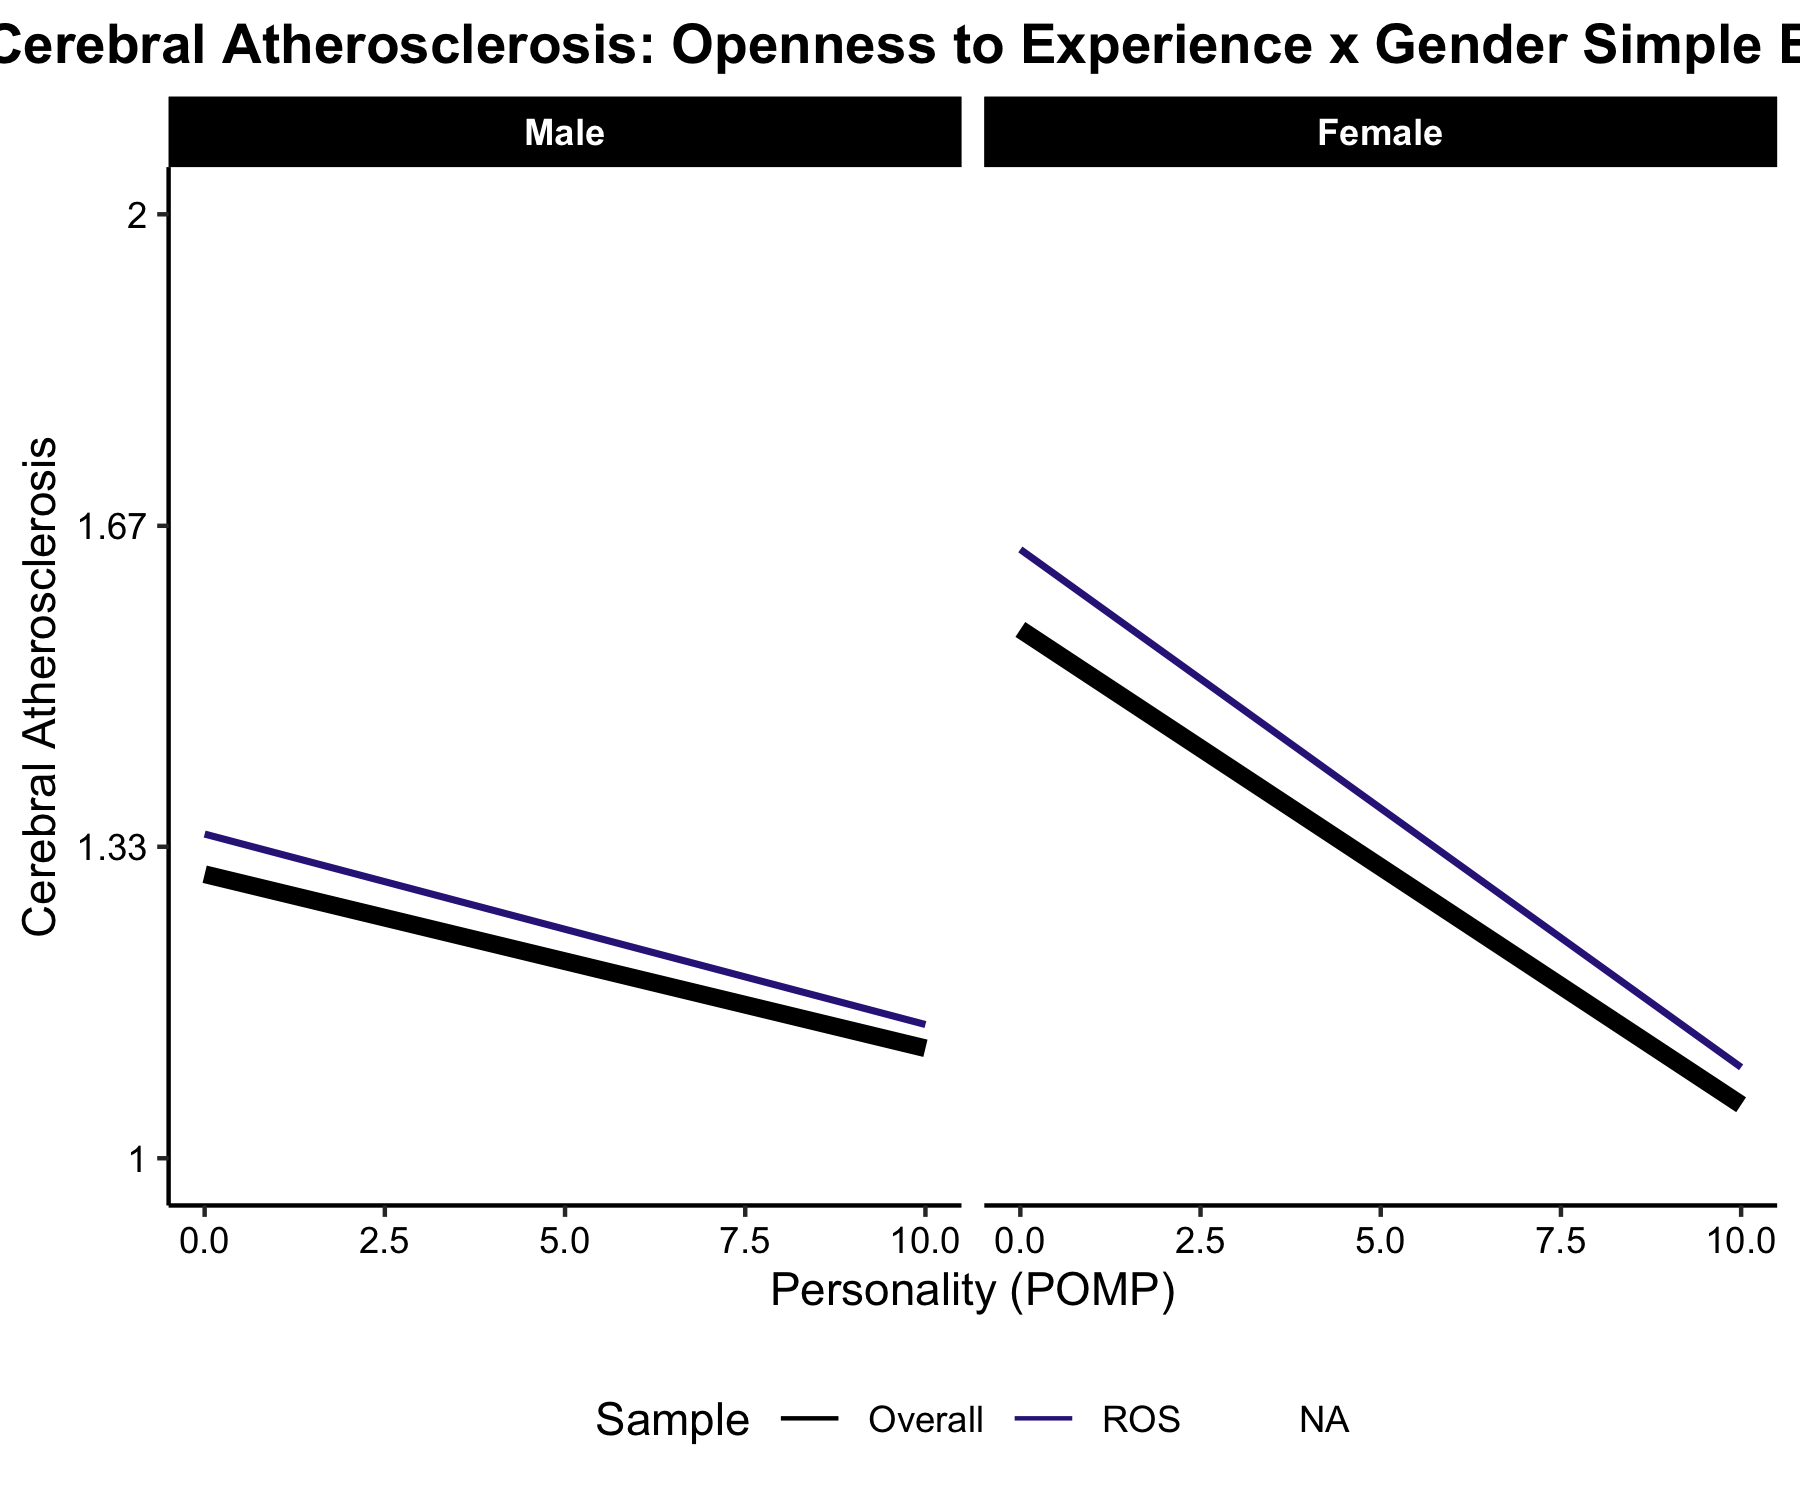 Cerebral Atherosclerosis: Openness to Experience x Gender Simple E
Male
Female
Cerebral Atherosclerosis
2
1.67
1.33
1
0.0 2.5 5.0 7.5 10.0 0.0 2.5 5.0 7.5 10.0
Personality (POMP)
Sample Overall ROS NA